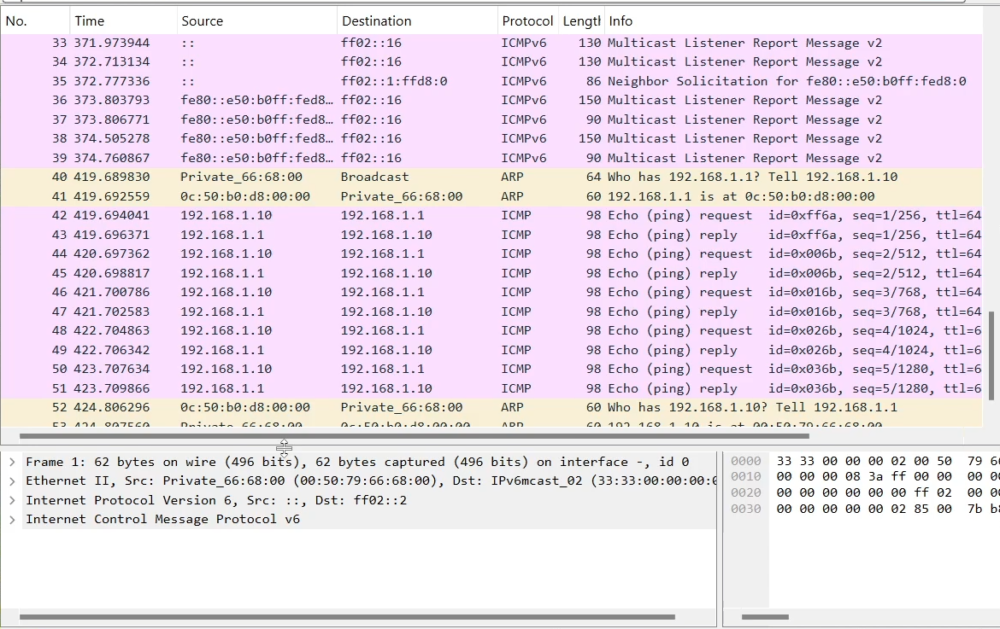 No. Time Source Destination Protocol Length Info
33 371.973944 :: ff02::16 ICMPv6 130 Multicast Listener Report Message v2
34 372.713134 :: ff02::16 ICMPv6 130 Multicast Listener Report Message v2
35 372.777336 :: ff02::1:ffd8:0 ICMPv6 86 Neighbor Solicitation for fe80::e50:b0ff:fed8:0
36 373.803793 fe80::e50:b0ff:fed8… ff02::16 ICMPv6 150 Multicast Listener Report Message v2
37 373.806771 fe80::e50:b0ff:fed8… ff02::16 ICMPv6 90 Multicast Listener Report Message v2
38 374.505278 fe80::e50:b0ff:fed8… ff02::16 ICMPv6 150 Multicast Listener Report Message v2
39 374.760867 fe80::e50:b0ff:fed8… ff02::16 ICMPv6 90 Multicast Listener Report Message v2
40 419.689830 Private_66:68:00 Broadcast ARP 64 Who has 192.168.1.1? Tell 192.168.1.10
41 419.692559 0c:50:b0:d8:00:00 Private_66:68:00 ARP 60 192.168.1.1 is at 0c:50:b0:d8:00:00
42 419.694041 192.168.1.10 192.168.1.1 ICMP 98 Echo (ping) request id=0xff6a, seq=1/256, ttl=64
43 419.696371 192.168.1.1 192.168.1.10 ICMP 98 Echo (ping) reply id=0xff6a, seq=1/256, ttl=64
44 420.697362 192.168.1.10 192.168.1.1 ICMP 98 Echo (ping) request id=0x006b, seq=2/512, ttl=64
45 420.698817 192.168.1.1 192.168.1.10 ICMP 98 Echo (ping) reply id=0x006b, seq=2/512, ttl=64
46 421.700786 192.168.1.10 192.168.1.1 ICMP 98 Echo (ping) request id=0x016b, seq=3/768, ttl=64
47 421.702583 192.168.1.1 192.168.1.10 ICMP 98 Echo (ping) reply id=0x016b, seq=3/768, ttl=64
48 422.704863 192.168.1.10 192.168.1.1 ICMP 98 Echo (ping) request id=0x026b, seq=4/1024, ttl=6
49 422.706342 192.168.1.1 192.168.1.10 ICMP 98 Echo (ping) reply id=0x026b, seq=4/1024, ttl=6
50 423.707634 192.168.1.10 192.168.1.1 ICMP 98 Echo (ping) request id=0x036b, seq=5/1280, ttl=6
51 423.709866 192.168.1.1 192.168.1.10 ICMP 98 Echo (ping) reply id=0x036b, seq=5/1280, ttl=6
52 424.806296 0c:50:b0:d8:00:00 Private_66:68:00 ARP 60 Who has 192.168.1.10? Tell 192.168.1.1
53 424.807560 Private_66:68:00 0c:50:b0:d8:00:00 ARP 60 192.168.1.10 is at 00:50:79:66:68:00
Frame 1: 62 bytes on wire (496 bits), 62 bytes captured (496 bits) on interface -, id 0
Ethernet II, Src: Private_66:68:00 (00:50:79:66:68:00), Dst: IPv6mcast_02 (33:33:00:00:00:0
Internet Protocol Version 6, Src: ::, Dst: ff02::2
Internet Control Message Protocol v6
0000 33 33 00 00 00 02 00 50 79 66
0010 00 00 00 08 3a ff 00 00 00 00
0020 00 00 00 00 00 00 ff 02 00 00
0030 00 00 00 00 00 02 85 00 7b b8